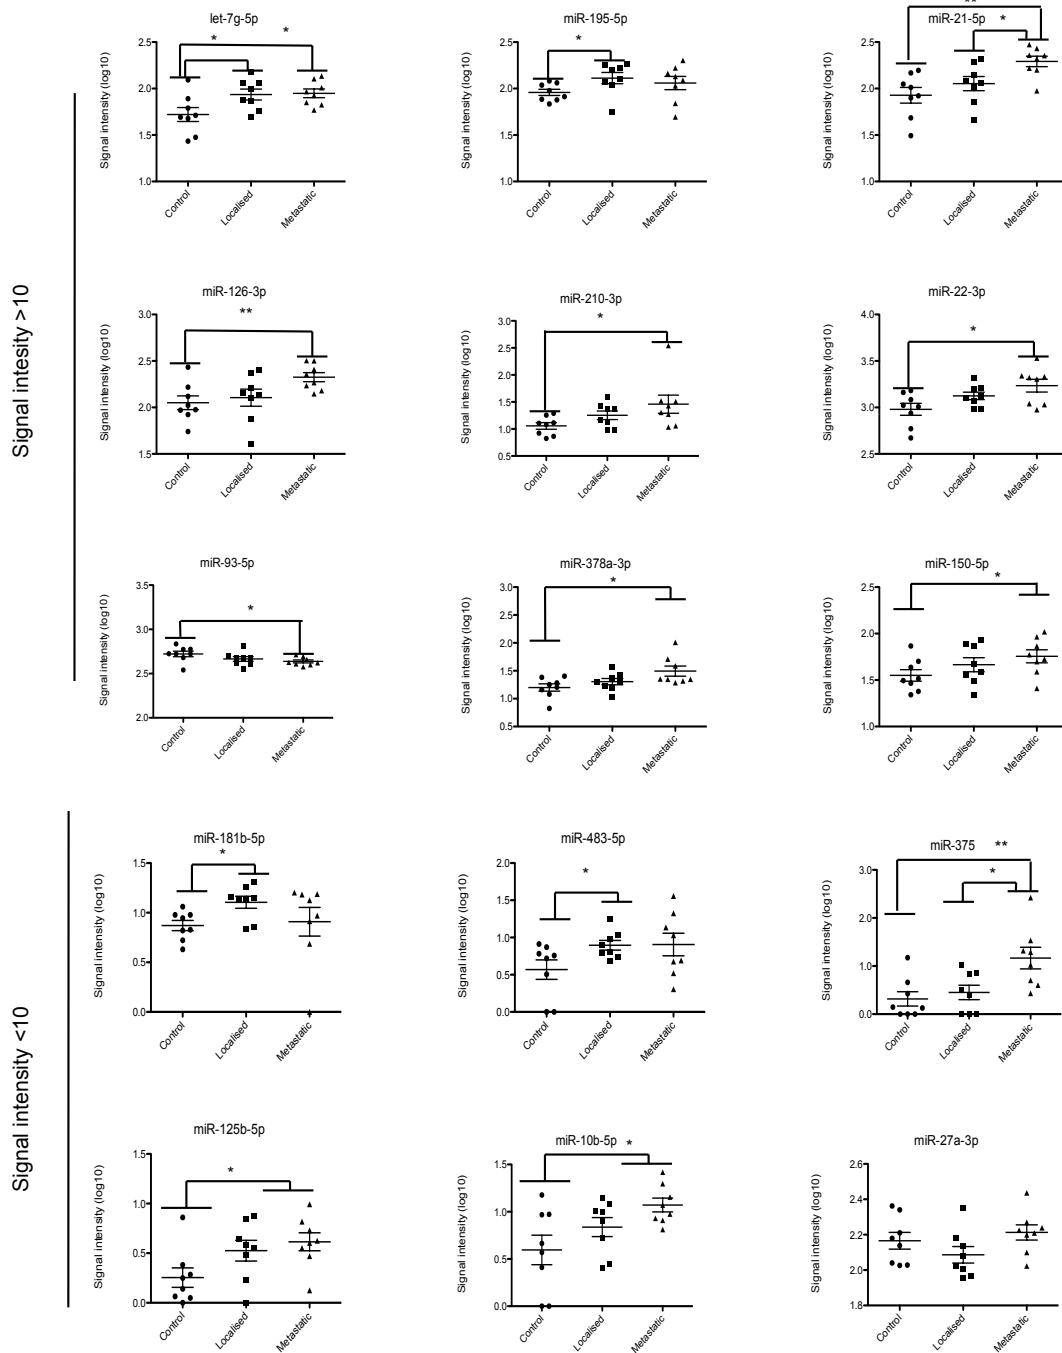 Signal intesity >10
let-7g-5p
* *
Signal intensity (log10)
2.5
2.0
1.5
1.0
Control
Localised
Metastatic
miR-195-5p
*
Signal intensity (log10)
2.5
2.0
1.5
1.0
Control
Localised
Metastatic
**
miR-21-5p
*
Signal intensity (log10)
2.5
2.0
1.5
1.0
Control
Localised
Metastatic
miR-126-3p
**
Signal intensity (log10)
3.0
2.5
2.0
1.5
Control
Localised
Metastatic
miR-210-3p
*
Signal intensity (log10)
3.0
2.5
2.0
1.5
1.0
0.5
Control
Localised
Metastatic
miR-22-3p
*
Signal intensity (log10)
4.0
3.5
3.0
2.5
Control
Localised
Metastatic
miR-93-5p
*
Signal intensity (log10)
3.5
3.0
2.5
2.0
Control
Localised
Metastatic
miR-378a-3p
*
Signal intensity (log10)
3.0
2.5
2.0
1.5
1.0
0.5
Control
Localised
Metastatic
miR-150-5p
*
Signal intensity (log10)
2.5
2.0
1.5
1.0
Control
Localised
Metastatic
Signal intensity <10
miR-181b-5p
*
Signal intensity (log10)
1.5
1.0
0.5
0.0
Control
Localised
Metastatic
miR-483-5p
*
Signal intensity (log10)
2.0
1.5
1.0
0.5
0.0
Control
Localised
Metastatic
miR-375 **
*
Signal intensity (log10)
3.0
2.0
1.0
0.0
Control
Localised
Metastatic
miR-125b-5p
*
Signal intensity (log10)
1.5
1.0
0.5
0.0
Control
Localised
Metastatic
miR-10b-5p *
Signal intensity (log10)
1.5
1.0
0.5
0.0
Control
Localised
Metastatic
miR-27a-3p
Signal intensity (log10)
2.6
2.4
2.2
2.0
1.8
Control
Localised
Metastatic